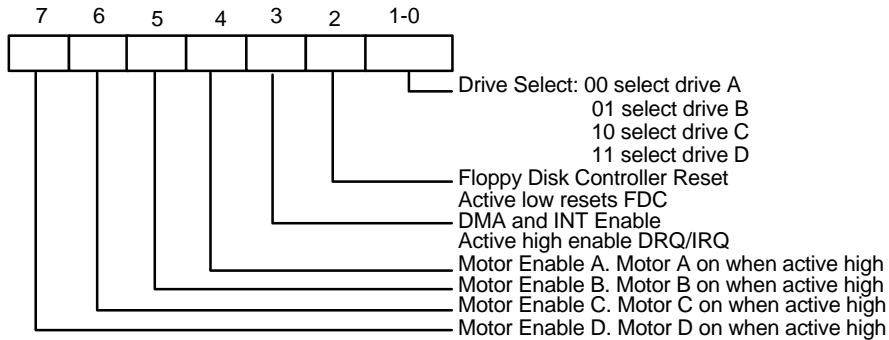 7 6 5 4 3 2 1-0
Drive Select: 00 select drive A
01 select drive B
10 select drive C
11 select drive D
Floppy Disk Controller Reset
Active low resets FDC
DMA and INT Enable
Active high enable DRQ/IRQ
Motor Enable A. Motor A on when active high
Motor Enable B. Motor B on when active high
Motor Enable C. Motor C on when active high
Motor Enable D. Motor D on when active high